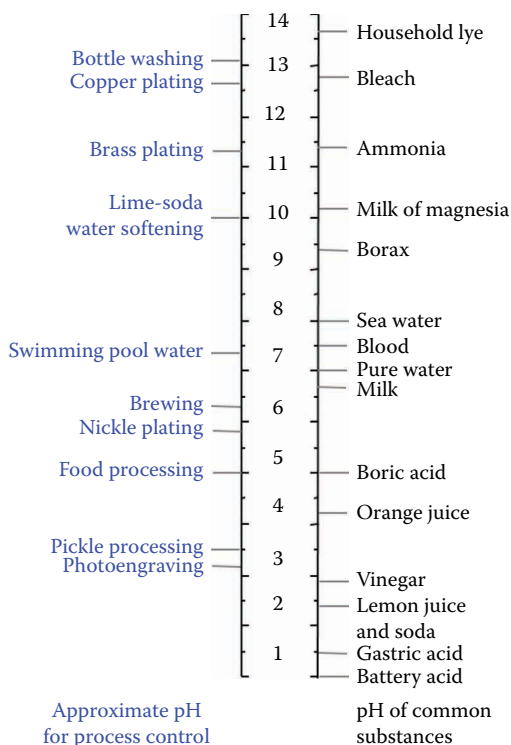 14
Household lye
Bottle washing
13
Copper plating
Bleach
12
Brass plating
Ammonia
11
Lime-soda
water softening
10
Milk of magnesia
Borax
9
8
Sea water
Swimming pool water
7
Blood
Pure water
Milk
Brewing
6
Nickle plating
5
Food processing
Boric acid
4
Orange juice
Pickle processing
3
Photoengraving
Vinegar
2
Lemon juice
and soda
1
Gastric acid
Battery acid
Approximate pH
for process control
pH of common
substances